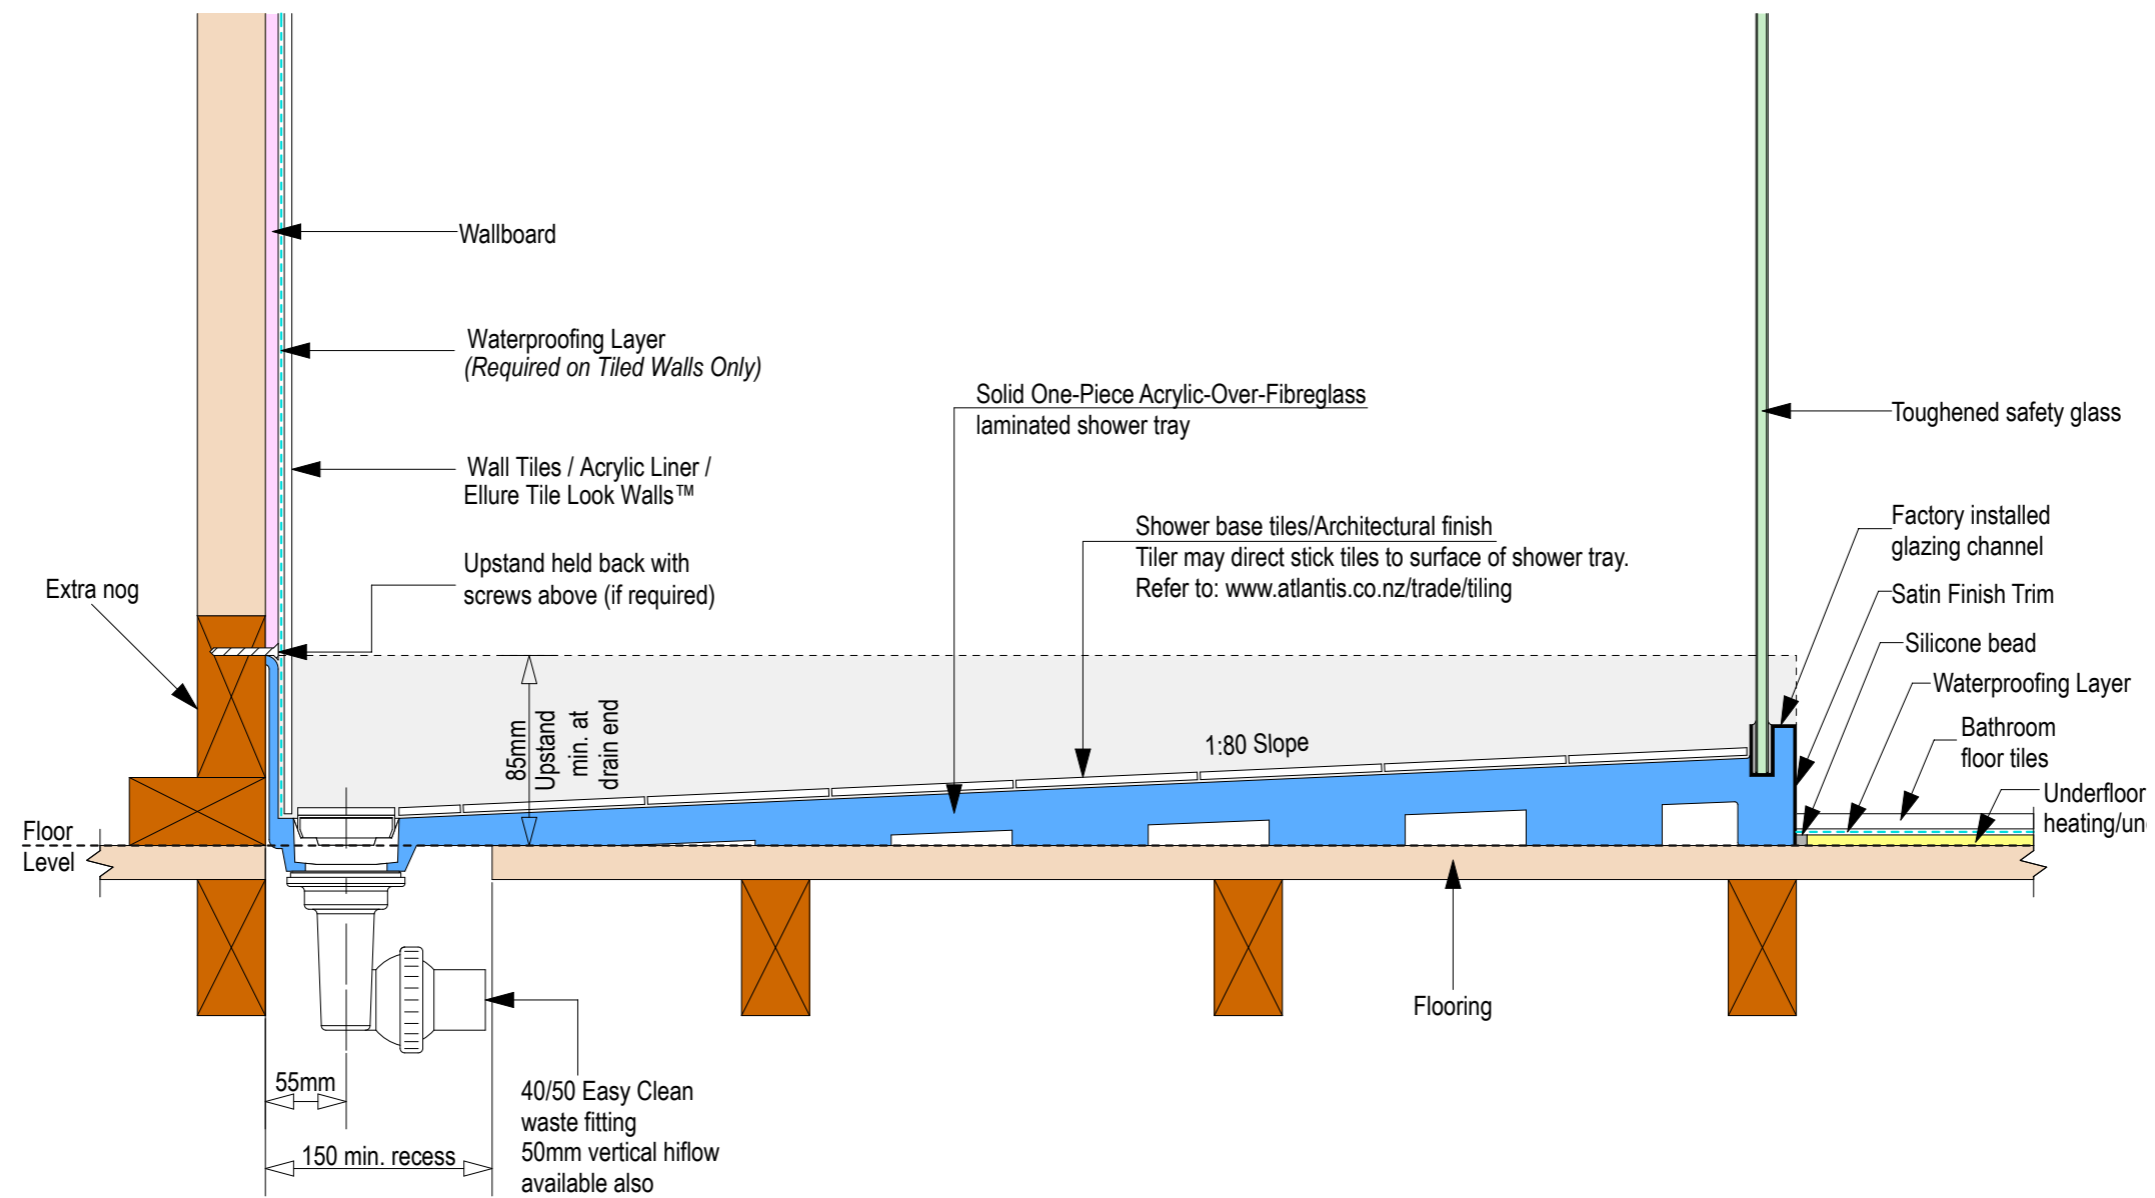 Wallboard
Waterproofing Layer
(Required on Tiled Walls Only)
Solid One-Piece Acrylic-Over-Fibreglass
laminated shower tray
Toughened safety glass
Wall Tiles / Acrylic Liner /
Ellure Tile Look Walls™
Shower base tiles/Architectural finish
Tiler may direct stick tiles to surface of shower tray.
Refer to: www.atlantis.co.nz/trade/tiling
Factory installed
glazing channel
Upstand held back with
screws above (if required)
Extra nog
Satin Finish Trim
Silicone bead
Waterproofing Layer
Bathroom
floor tiles
85mm
Upstand
min. at
drain end
1:80 Slope
Underfloor
heating/un
Floor
Level
Flooring
55mm
40/50 Easy Clean
waste fitting
50mm vertical hiflow
available also
150 min. recess